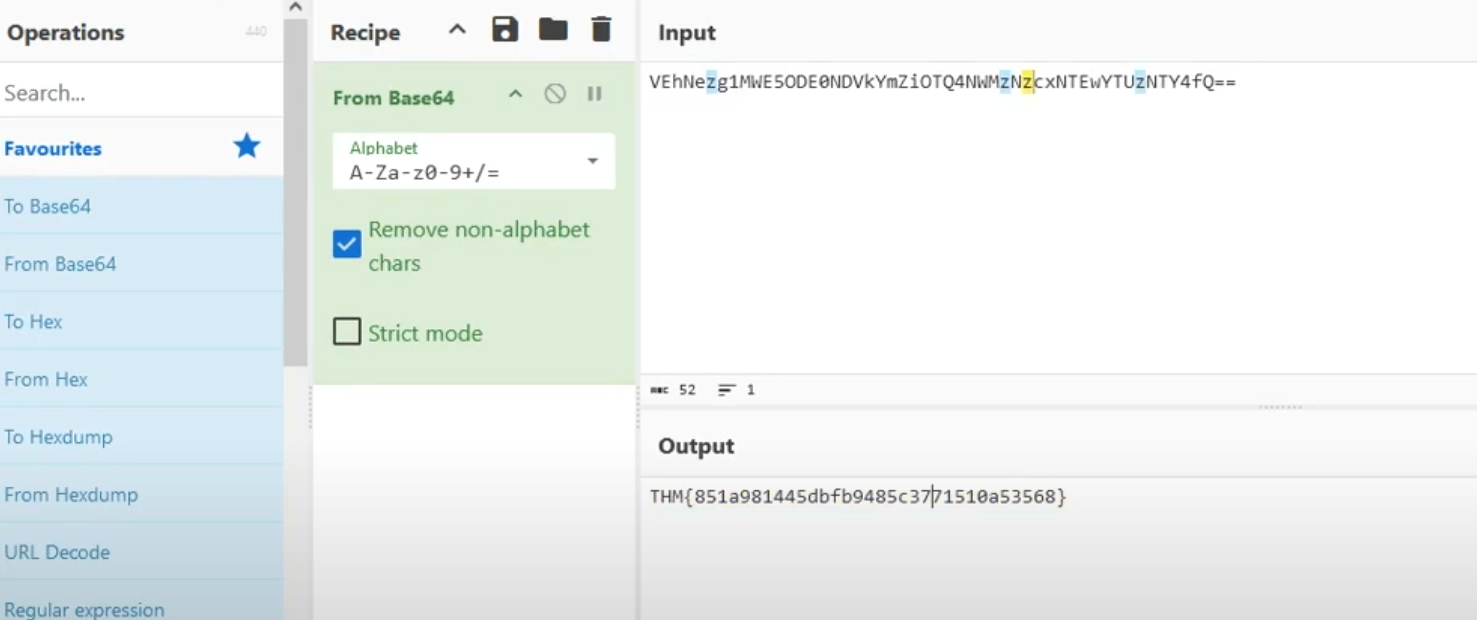 Operations
440
Search...
Favourites
To Base64
From Base64
To Hex
From Hex
To Hexdump
From Hexdump
URL Decode
Regular expression
Recipe
From Base64
Alphabet
A-Za-z0-9+/=
Remove non-alphabet
chars
Strict mode
Input
VEhNezg1MWE5ODE0NDVkYmZiOTQ4NWMzNzcxNTEwYTUzNTY4fQ==
52 1
Output
THM{851a981445dbfb9485c3771510a53568}